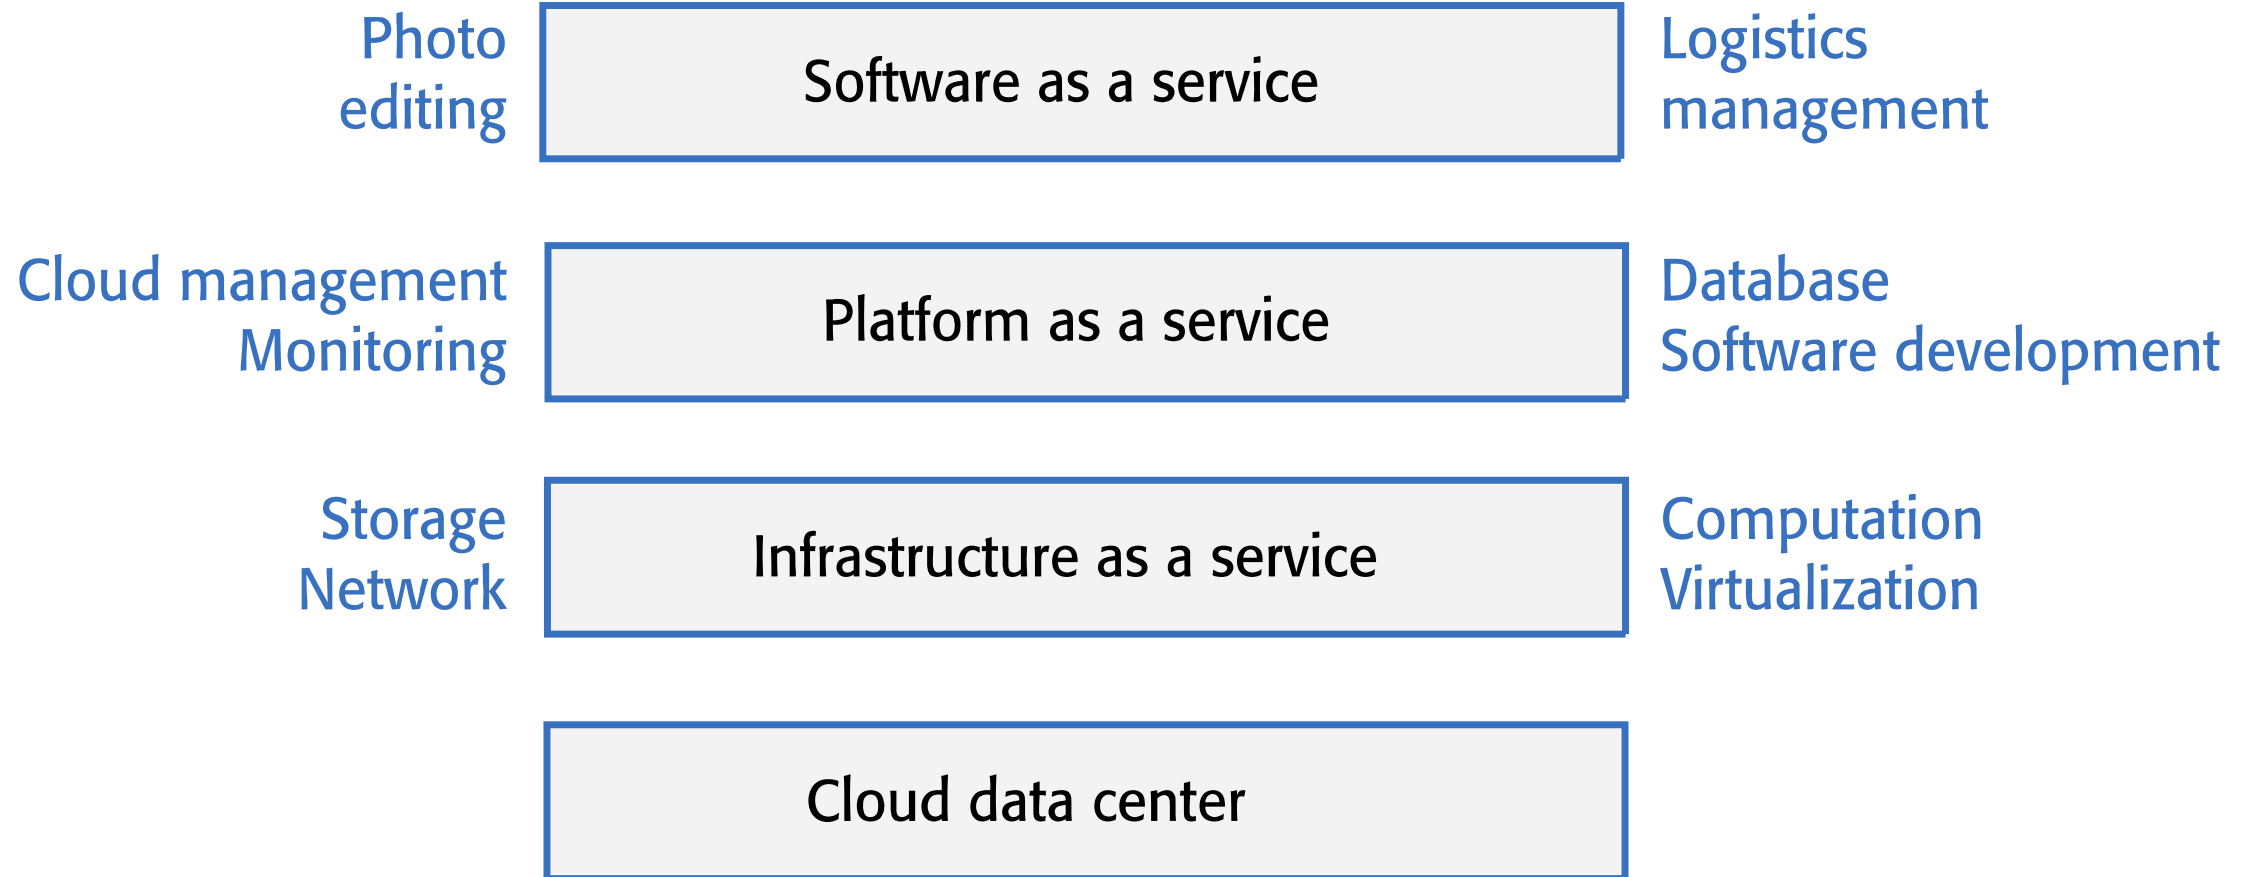 Photo
editing
Software as a service
Logistics
management
Cloud management
Monitoring
Platform as a service
Database
Software development
Storage
Network
Infrastructure as a service
Computation
Virtualization
Cloud data center